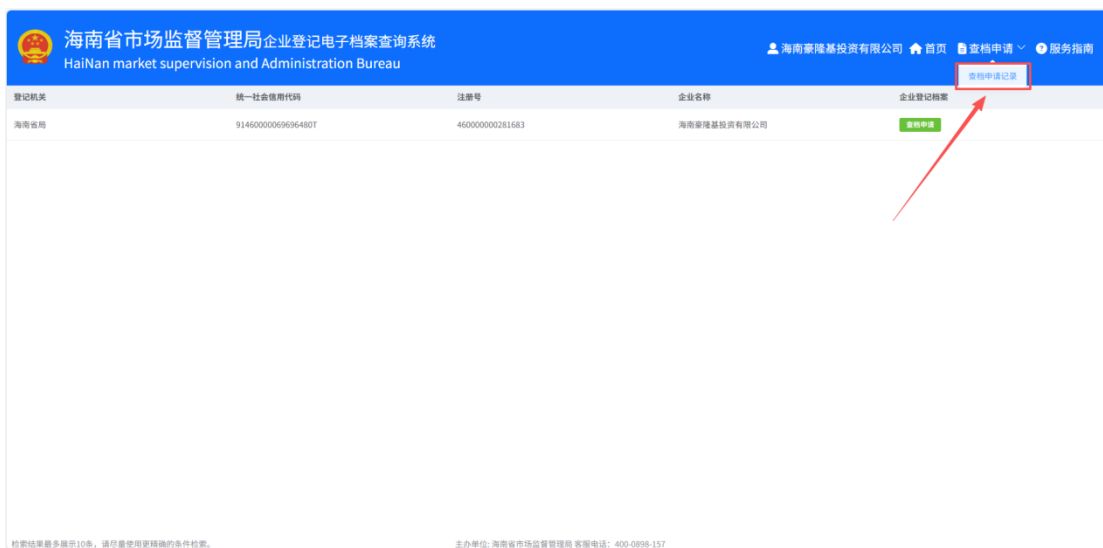 海南省市场监督管理局企业登记电子档案查询系统
HaiNan market supervision and Administration Bureau
海南豪隆基投资有限公司 首页 查档申请 服务指南
查档申请记录
登记机关 统一社会信用代码 注册号 企业名称 企业登记档案
海南省局 91460000069696480T 460000000281683 海南豪隆基投资有限公司 查档申请
检索结果最多展示10条，请尽量使用更精确的条件检索。 主办单位: 海南省市场监督管理局 客服电话：400-0898-157